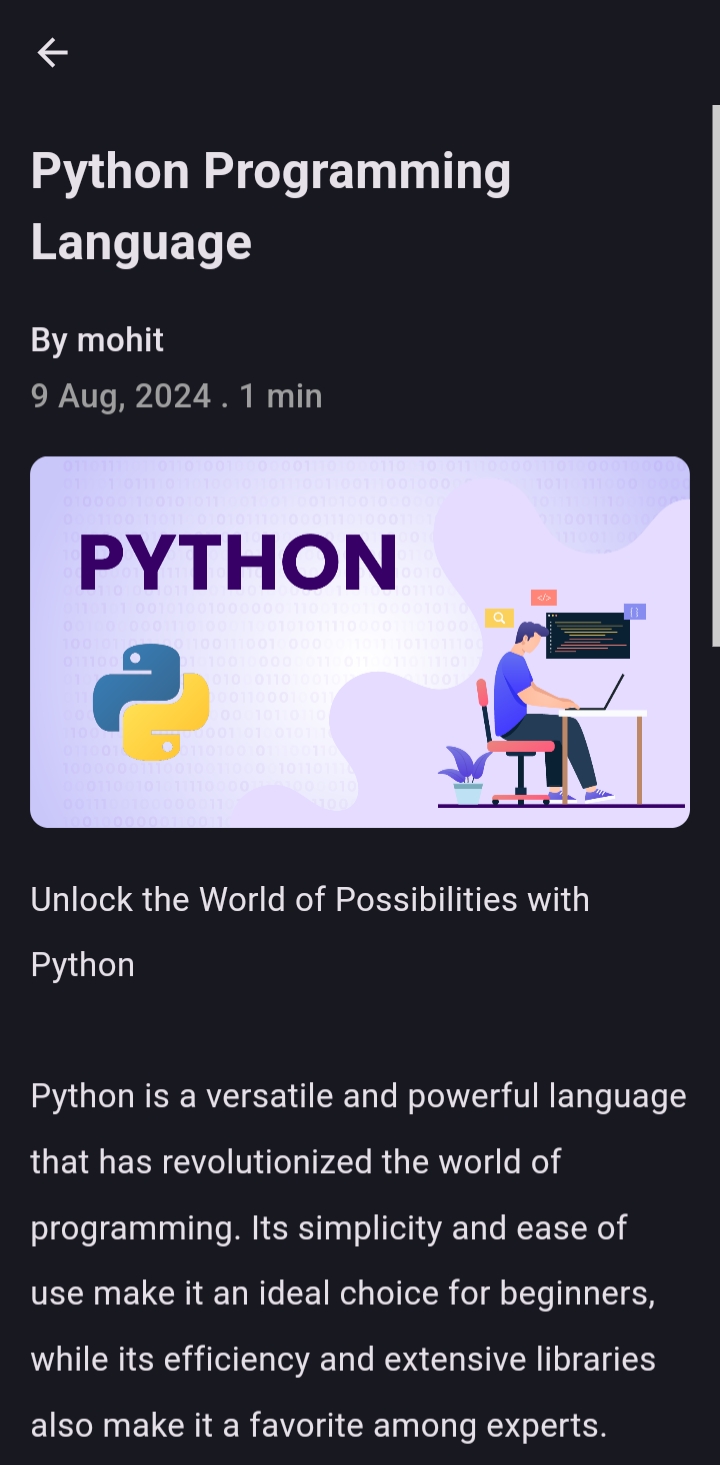 Python Programming
Language
By mohit
9 Aug, 2024 . 1 min
PYTHON
</>
{ }
Unlock the World of Possibilities with
Python
Python is a versatile and powerful language
that has revolutionized the world of
programming. Its simplicity and ease of
use make it an ideal choice for beginners,
while its efficiency and extensive libraries
also make it a favorite among experts.